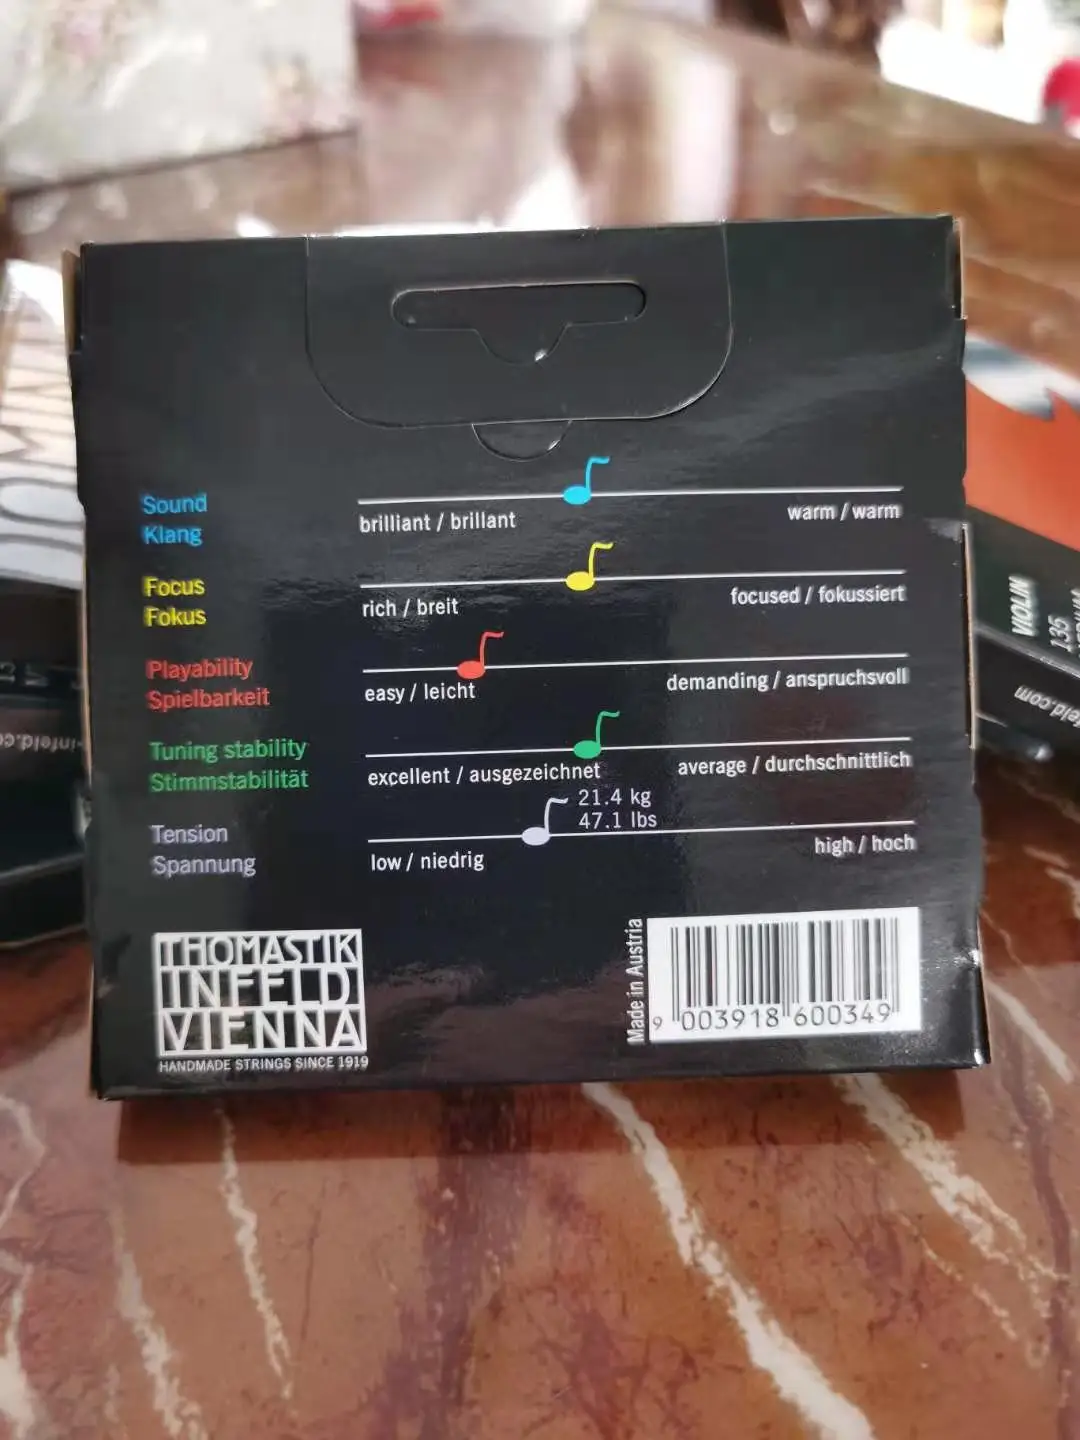 Sound
Klang
brilliant / brillant
warm / warm
Focus
Fokus
rich / breit
focused / fokussiert
Playability
Spielbarkeit
easy / leicht
demanding / anspruchsvoll
Tuning stability
Stimmstabilität
excellent / ausgezeichnet
average / durchschnittlich
Tension
Spannung
21.4 kg
47.1 lbs
low / niedrig
high / hoch
THOMASTIK
INFELD
VIENNA
HANDMADE STRINGS SINCE 1919
Made in Austria
9 003918 600349
VIOLIN
135